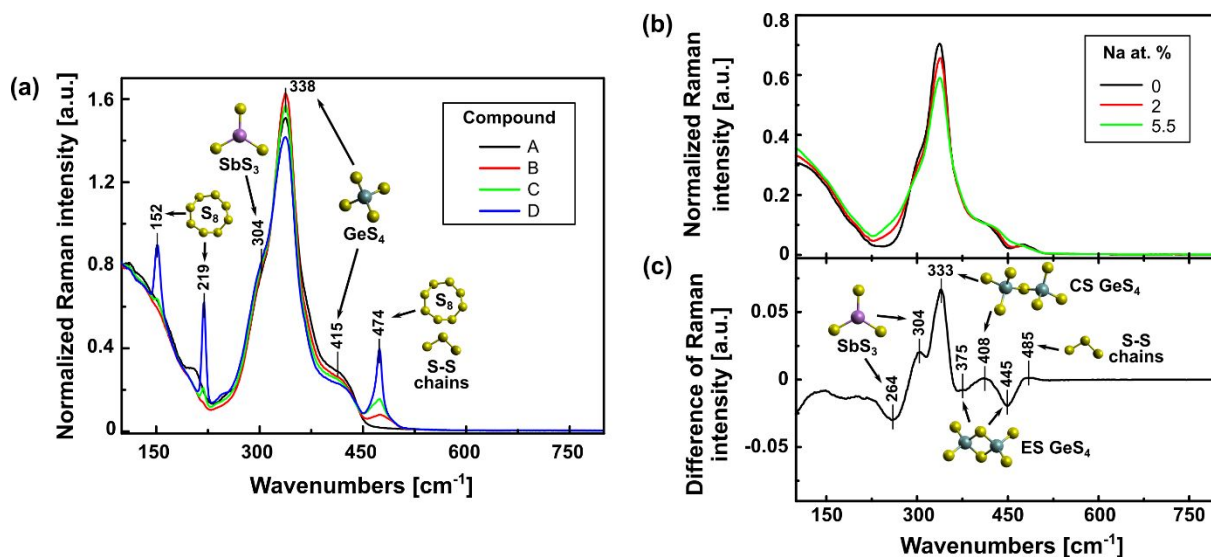 (a)
Normalized Raman intensity [a.u.]
1.6
1.2
0.8
0.4
0
150
300
450
600
750
Wavenumbers [cm-1]
152
S8
219
SbS3
304
338
GeS4
415
474
S8
S-S
chains
Compound
A
B
C
D
(b)
Normalized Raman
intensity [a.u.]
0.8
0.6
0.4
0.2
0
Na at. %
0
2
5.5
(c)
Difference of Raman
intensity [a.u.]
0.05
0
-0.05
SbS3
264
304
333
375
408
445
485
CS GeS4
S-S
chains
ES GeS4
150
300
450
600
750
Wavenumbers [cm-1]